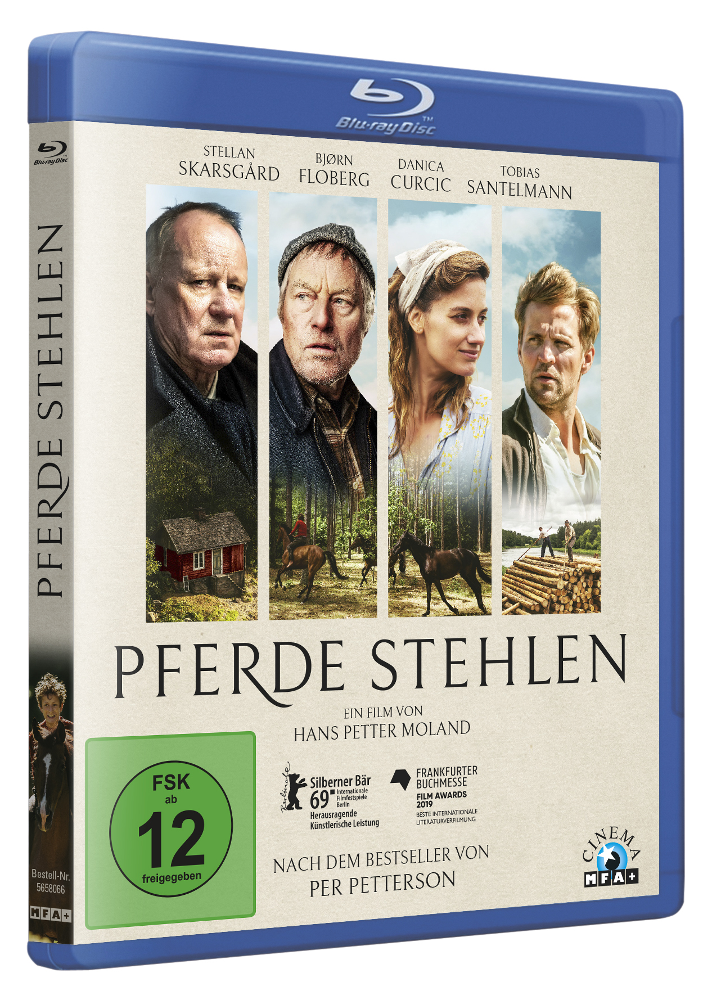 Blu-ray Disc™
Blu-ray Disc™
PFERDE STEHLEN
Bestell-Nr.
5658066
MFA+
STELLAN
SKARSGÅRD
BJØRN
FLOBERG
DANICA
CURCIC
TOBIAS
SANTELMANN
PFERDE STEHLEN
EIN FILM VON
HANS PETTER MOLAND
FSK
ab
12
freigegeben
Berlinale
Silberner Bär
69
Internationale
Filmfestspiele
Berlin
Herausragende
Künstlerische Leistung
FRANKFURTER
BUCHMESSE
FILM AWARDS
2019
BESTE INTERNATIONALE
LITERATURVERFILMUNG
NACH DEM BESTSELLER VON
PER PETTERSON
CINEMA
MFA+